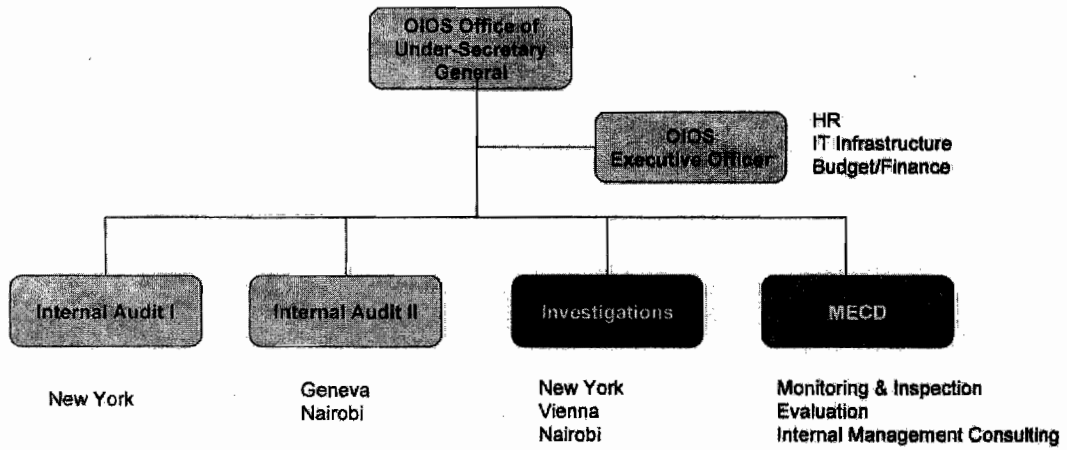 OIOS Office of
Under-Secretary
General
OIOS
Executive Officer
HR
IT Infrastructure
Budget/Finance
Internal Audit I
Internal Audit II
Investigations
MECD
New York
Geneva
Nairobi
New York
Vienna
Nairobi
Monitoring & Inspection
Evaluation
Internal Management Consulting